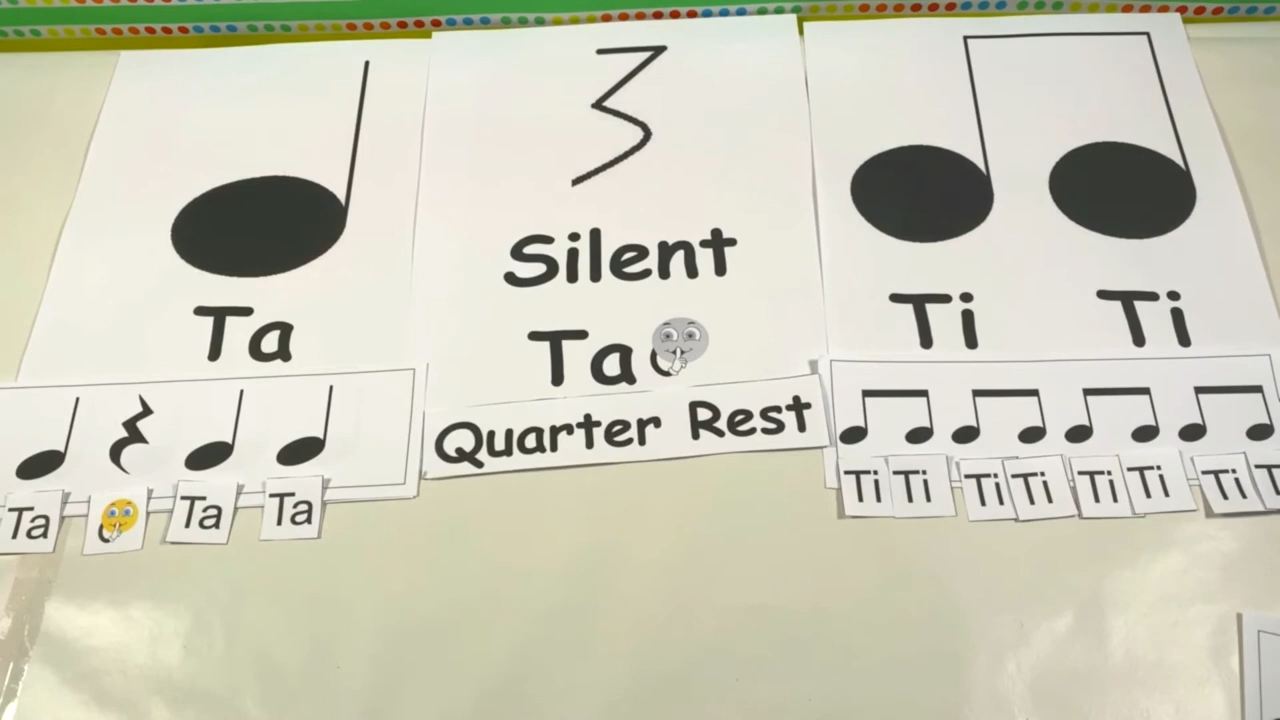 Ta
Silent
Ta
Quarter Rest
Ti Ti
Ta Ta Ta
Ti Ti Ti Ti Ti Ti Ti